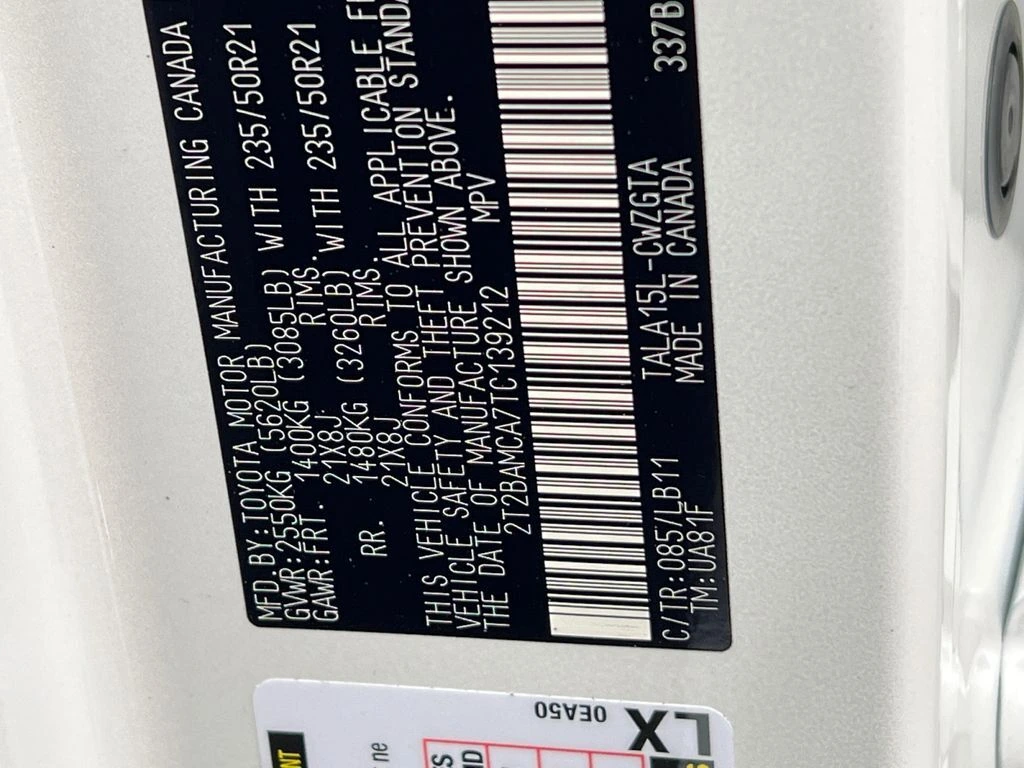 MFD. BY:TOYOTA MOTOR MANUFACTURING CANADA
GVWR:2550KG (5620LB)
GAWR:FRT. 1400KG (3085LB) WITH 235/50R21
21X8J RIMS.
RR. 1480KG (3260LB) WITH 235/50R21
21X8J RIMS.
THIS VEHICLE CONFORMS TO ALL APPLICABLE
VEHICLE SAFETY AND THEFT PREVENTION
THE DATE OF MANUFACTURE SHOWN ABOVE.
2T2BAMCA7TC139212 MPV
C/TR:085/LB11 TALA15L-CWZGTA 337B
TM:UA81F MADE IN CANADA
0EA50
LX
ne